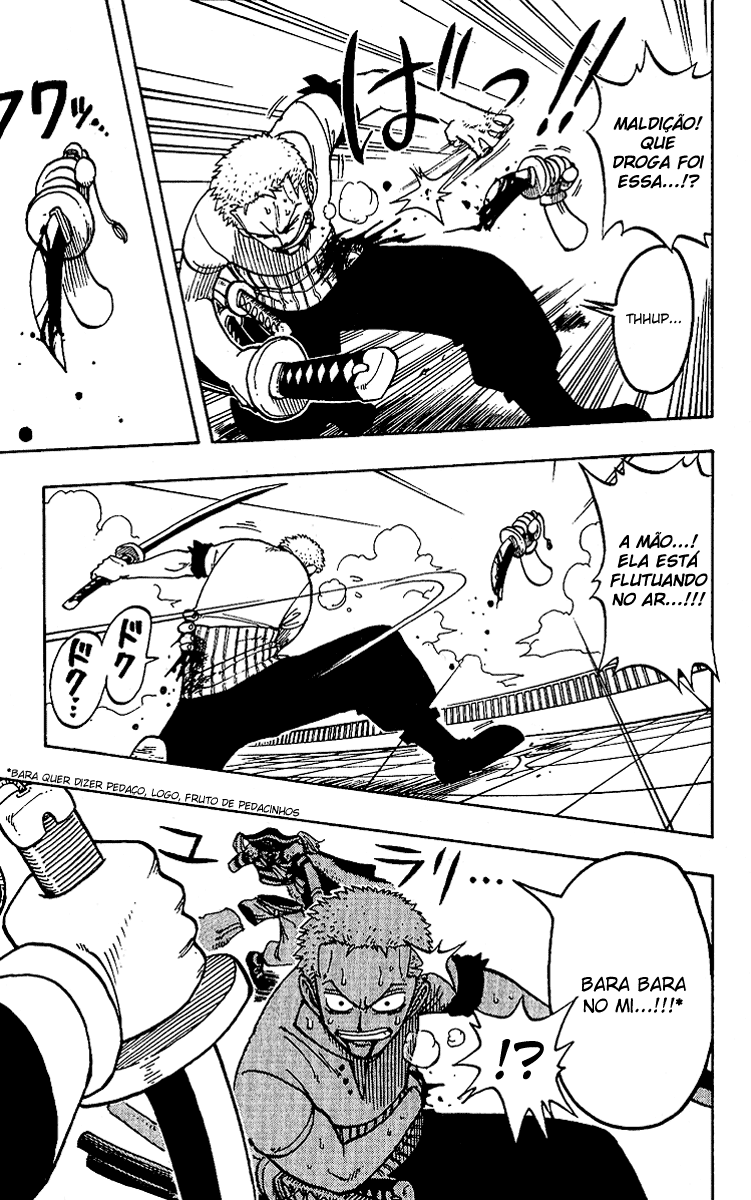 MALDIÇÃO!
QUE
DROGA FOI
ESSA...!?
ばっ!!
THHUP...
フワッ...
A MÃO...!
ELA ESTÁ
FLUTUANDO
NO AR...!!!
ドク
ドク...
*BARA QUER DIZER PEDAÇO, LOGO, FRUTO DE PEDACINHOS
BARA BARA
NO MI...!!!*
ユラッ...
!?